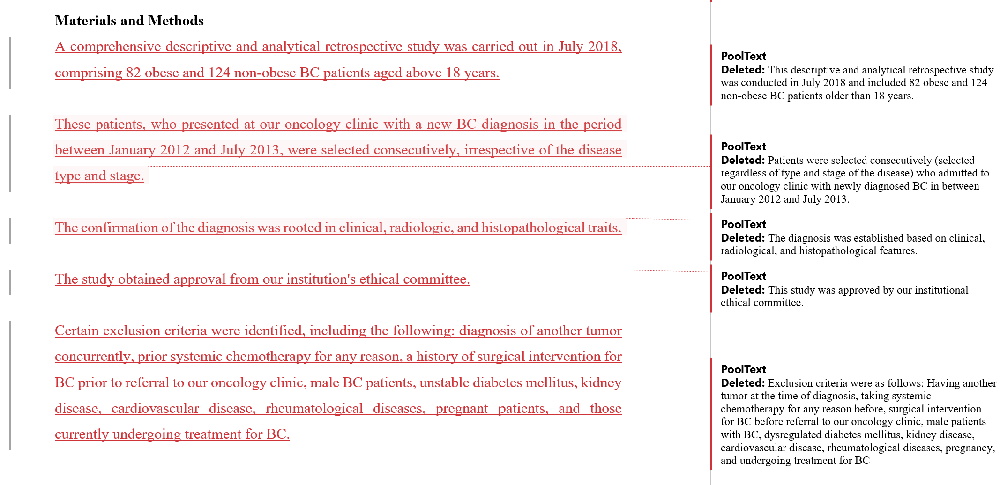 Materials and Methods
A comprehensive descriptive and analytical retrospective study was carried out in July 2018,
comprising 82 obese and 124 non-obese BC patients aged above 18 years.
These patients, who presented at our oncology clinic with a new BC diagnosis in the period
between January 2012 and July 2013, were selected consecutively, irrespective of the disease
type and stage.
The confirmation of the diagnosis was rooted in clinical, radiologic, and histopathological traits.
The study obtained approval from our institution's ethical committee.
Certain exclusion criteria were identified, including the following: diagnosis of another tumor
concurrently, prior systemic chemotherapy for any reason, a history of surgical intervention for
BC prior to referral to our oncology clinic, male BC patients, unstable diabetes mellitus, kidney
disease, cardiovascular disease, rheumatological diseases, pregnant patients, and those
currently undergoing treatment for BC.
PoolText
Deleted: This descriptive and analytical retrospective study
was conducted in July 2018 and included 82 obese and 124
non-obese BC patients older than 18 years.
PoolText
Deleted: Patients were selected consecutively (selected
regardless of type and stage of the disease) who admitted to
our oncology clinic with newly diagnosed BC in between
January 2012 and July 2013.
PoolText
Deleted: The diagnosis was established based on clinical,
radiological, and histopathological features.
PoolText
Deleted: This study was approved by our institutional
ethical committee.
PoolText
Deleted: Exclusion criteria were as follows: Having another
tumor at the time of diagnosis, taking systemic
chemotherapy for any reason before, surgical intervention
for BC before referral to our oncology clinic, male patients
with BC, dysregulated diabetes mellitus, kidney disease,
cardiovascular disease, rheumatological diseases, pregnancy,
and undergoing treatment for BC